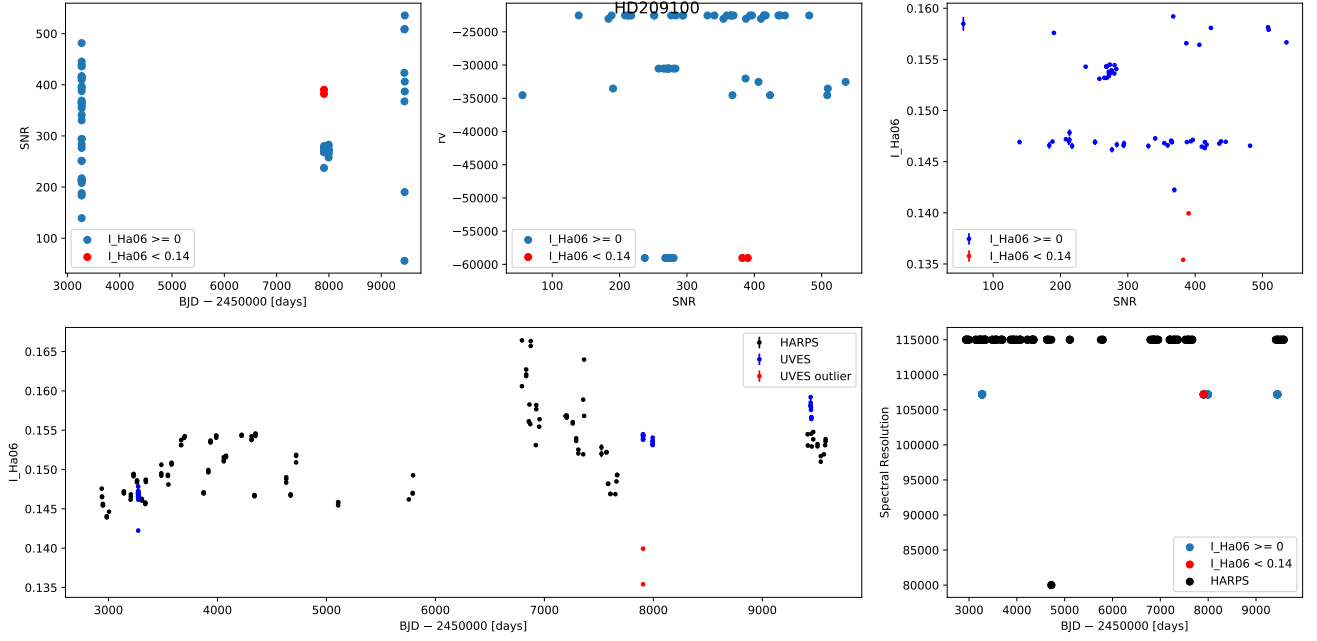 HD209100
500
400
300
200
100
SNR
I_Ha06 >= 0
I_Ha06 < 0.14
3000 4000 5000 6000 7000 8000 9000
BJD − 2450000 [days]
−25000
−30000
−35000
−40000
−45000
−50000
−55000
−60000
rv
I_Ha06 >= 0
I_Ha06 < 0.14
100 200 300 400 500
SNR
0.160
0.155
0.150
0.145
0.140
0.135
I_Ha06
I_Ha06 >= 0
I_Ha06 < 0.14
100 200 300 400 500
SNR
0.165
0.160
0.155
0.150
0.145
0.140
0.135
I_Ha06
HARPS
UVES
UVES outlier
3000 4000 5000 6000 7000 8000 9000
BJD − 2450000 [days]
115000
110000
105000
100000
95000
90000
85000
80000
Spectral Resolution
I_Ha06 >= 0
I_Ha06 < 0.14
HARPS
3000 4000 5000 6000 7000 8000 9000
BJD − 2450000 [days]